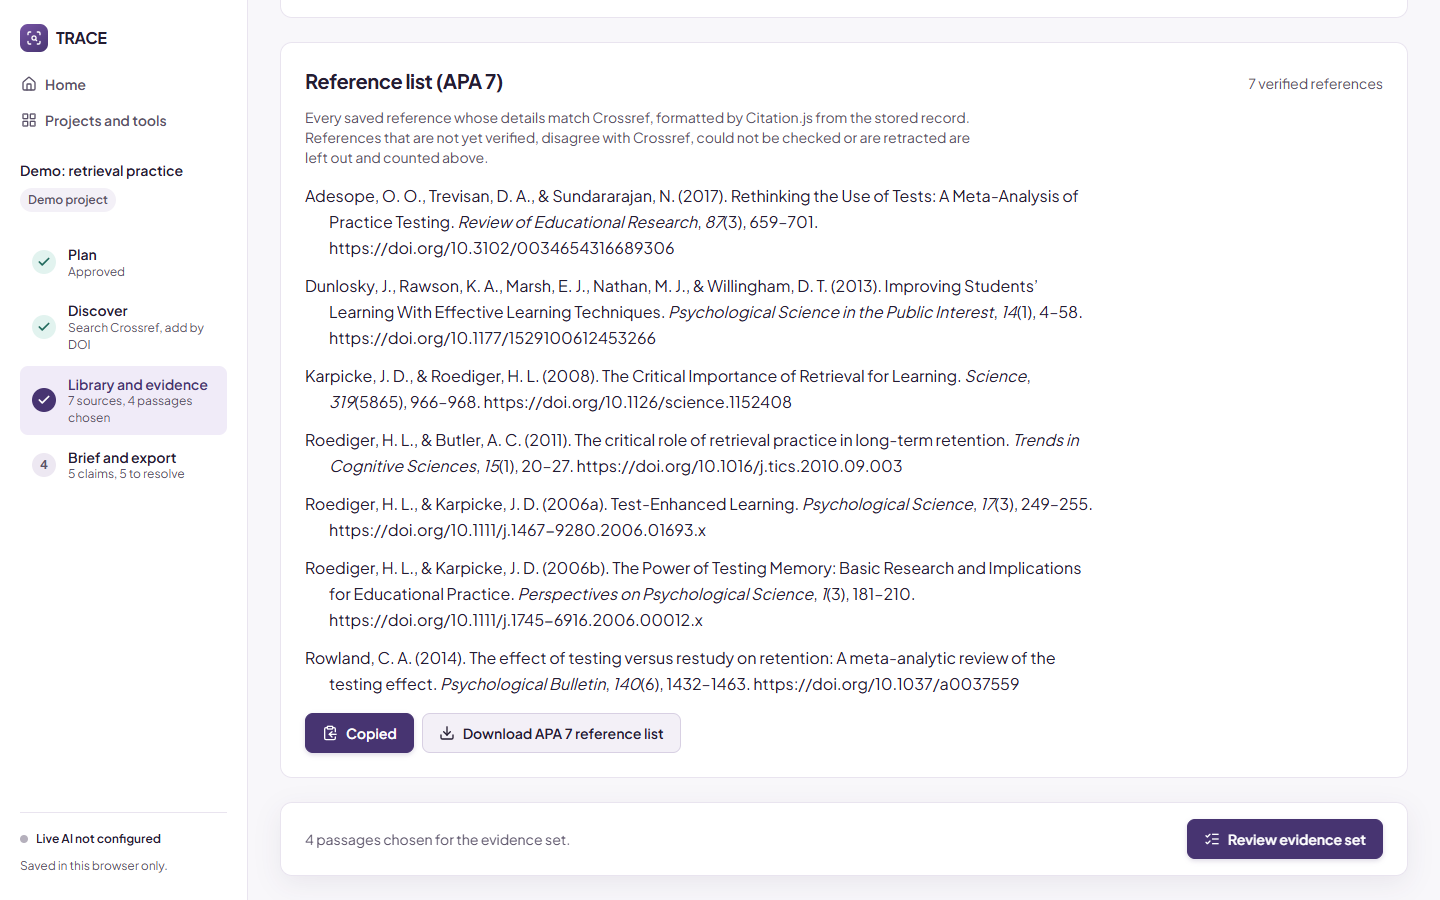 TRACE
Home
Projects and tools
Demo: retrieval practice
Demo project
Plan
Approved
Discover
Search Crossref, add by
DOI
Library and evidence
7 sources, 4 passages
chosen
4
Brief and export
5 claims, 5 to resolve
Live AI not configured
Saved in this browser only.
Reference list (APA 7)
7 verified references
Every saved reference whose details match Crossref, formatted by Citation.js from the stored record.
References that are not yet verified, disagree with Crossref, could not be checked or are retracted are
left out and counted above.
Adesope, O. O., Trevisan, D. A., & Sundararajan, N. (2017). Rethinking the Use of Tests: A Meta-Analysis of
Practice Testing. Review of Educational Research, 87(3), 659–701.
https://doi.org/10.3102/0034654316689306
Dunlosky, J., Rawson, K. A., Marsh, E. J., Nathan, M. J., & Willingham, D. T. (2013). Improving Students’
Learning With Effective Learning Techniques. Psychological Science in the Public Interest, 14(1), 4–58.
https://doi.org/10.1177/1529100612453266
Karpicke, J. D., & Roediger, H. L. (2008). The Critical Importance of Retrieval for Learning. Science,
319(5865), 966–968. https://doi.org/10.1126/science.1152408
Roediger, H. L., & Butler, A. C. (2011). The critical role of retrieval practice in long-term retention. Trends in
Cognitive Sciences, 15(1), 20–27. https://doi.org/10.1016/j.tics.2010.09.003
Roediger, H. L., & Karpicke, J. D. (2006a). Test-Enhanced Learning. Psychological Science, 17(3), 249–255.
https://doi.org/10.1111/j.1467-9280.2006.01693.x
Roediger, H. L., & Karpicke, J. D. (2006b). The Power of Testing Memory: Basic Research and Implications
for Educational Practice. Perspectives on Psychological Science, 1(3), 181–210.
https://doi.org/10.1111/j.1745-6916.2006.00012.x
Rowland, C. A. (2014). The effect of testing versus restudy on retention: A meta-analytic review of the
testing effect. Psychological Bulletin, 140(6), 1432–1463. https://doi.org/10.1037/a0037559
Copied
Download APA 7 reference list
4 passages chosen for the evidence set.
Review evidence set